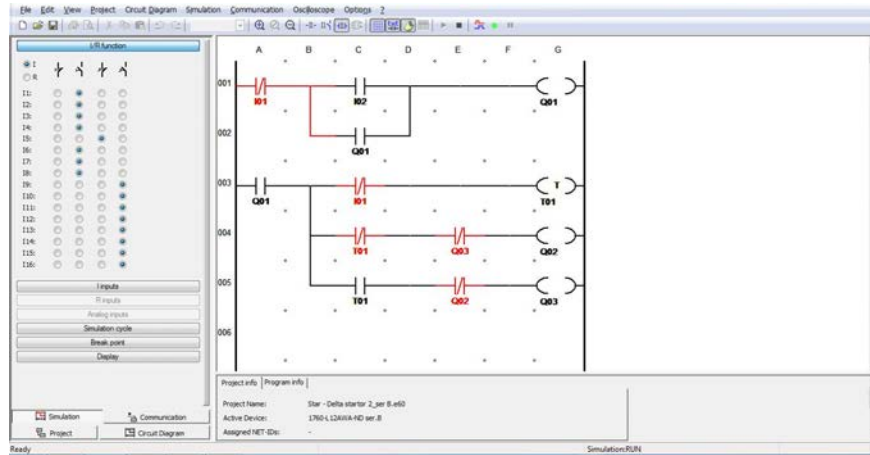 File Edit View Project Circuit Diagram Simulation Communication Oscilloscope Options ?
I/R function
I
R
I1:
I2:
I3:
I4:
I5:
I6:
I7:
I8:
I9:
I10:
I11:
I12:
I13:
I14:
I15:
I16:
I inputs
R inputs
Analog inputs
Simulation cycle
Break point
Display
Simulation Communication
Project Circuit Diagram
A B C D E F G
001
I01 I02 Q01
002
Q01
003
Q01 I01 T T01
004
T01 Q03 Q02
005
T01 Q02 Q03
006
Project info Program info
Project Name: Star - Delta startor 2_ser B.e60
Active Device: 1760-L12AWA-ND ser.B
Assigned NET-IDs: -
Ready Simulation:RUN